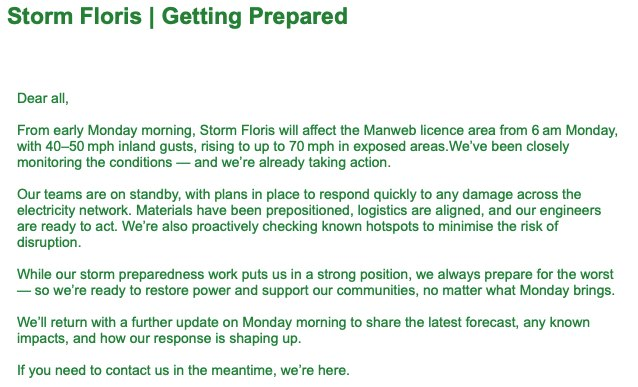 Storm Floris | Getting Prepared
Dear all,
From early Monday morning, Storm Floris will affect the Manweb licence area from 6 am Monday,
with 40–50 mph inland gusts, rising to up to 70 mph in exposed areas.We've been closely
monitoring the conditions — and we're already taking action.
Our teams are on standby, with plans in place to respond quickly to any damage across the
electricity network. Materials have been prepositioned, logistics are aligned, and our engineers
are ready to act. We're also proactively checking known hotspots to minimise the risk of
disruption.
While our storm preparedness work puts us in a strong position, we always prepare for the worst
— so we're ready to restore power and support our communities, no matter what Monday brings.
We'll return with a further update on Monday morning to share the latest forecast, any known
impacts, and how our response is shaping up.
If you need to contact us in the meantime, we're here.